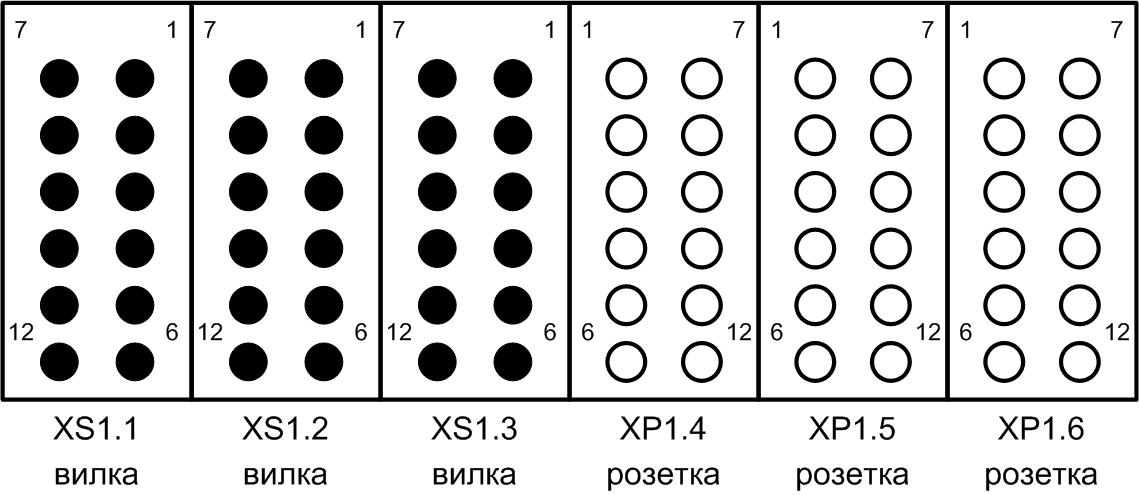 7 1 7 1 7 1 1 7 1 7 1 7
12 6 12 6 12 6 6 12 6 12 6 12
XS1.1 XS1.2 XS1.3 XP1.4 XP1.5 XP1.6
вилка вилка вилка розетка розетка розетка